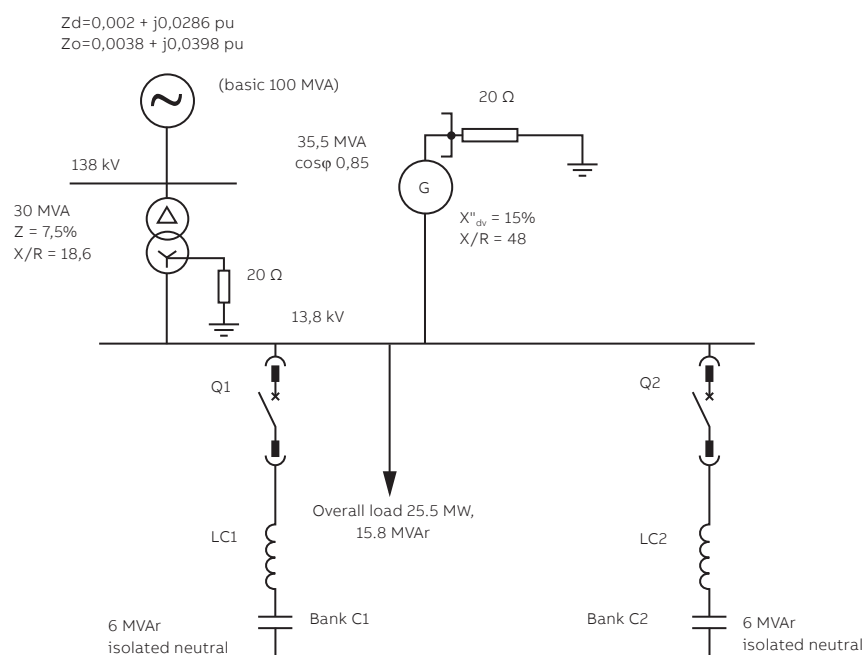 Zd=0,002 + j0,0286 pu
Zo=0,0038 + j0,0398 pu
(basic 100 MVA)
20 Ω
35,5 MVA
cosφ 0,85
138 kV
G
30 MVA
Z = 7,5%
X/R = 18,6
X"dv = 15%
X/R = 48
20 Ω
13,8 kV
Q1
Q2
Overall load 25.5 MW,
15.8 MVAr
LC1
LC2
Bank C1
Bank C2
6 MVAr
isolated neutral
6 MVAr
isolated neutral